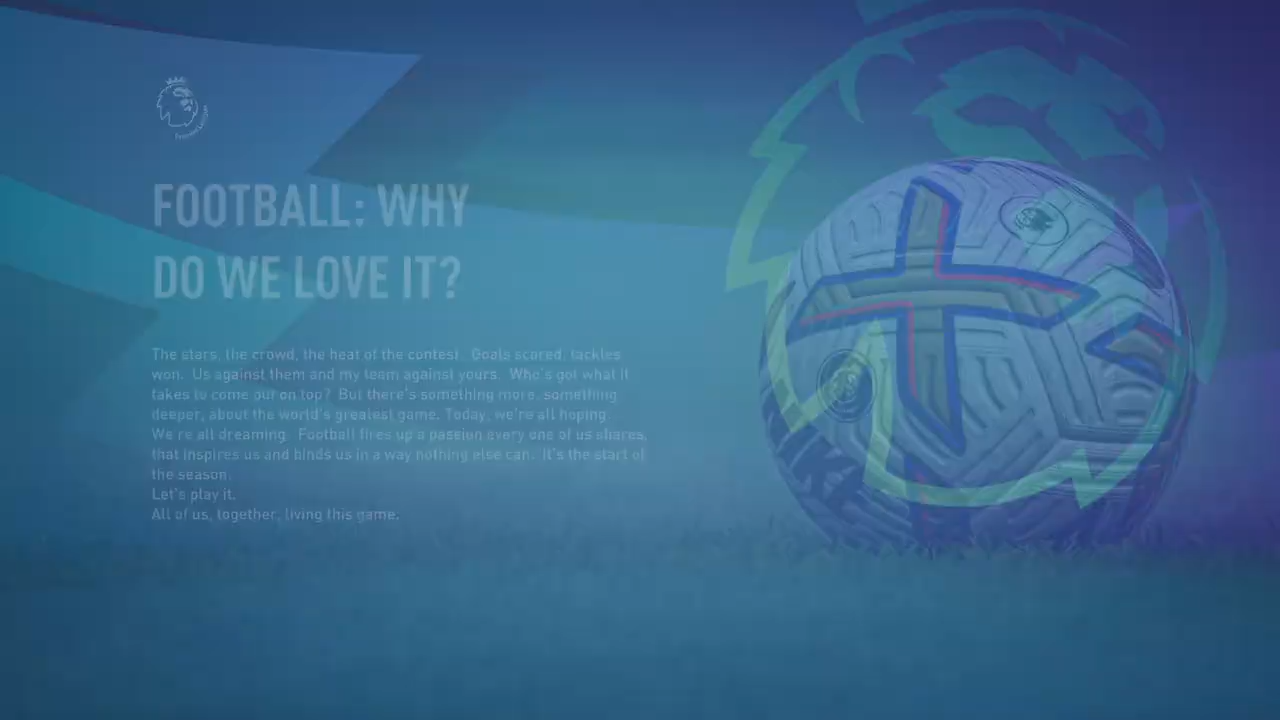 Premier League
FOOTBALL: WHY
DO WE LOVE IT?
The stars, the crowd, the heat of the contest. Goals scored, tackles
won. Us against them and my team against yours. Who's got what it
takes to come out on top? But there's something more, something
deeper, about the world's greatest game. Today, we're all hoping.
We're all dreaming. Football fires up a passion every one of us shares,
that inspires us and binds us in a way nothing else can. It's the start of
the season.
Let's play it.
All of us, together, living this game.